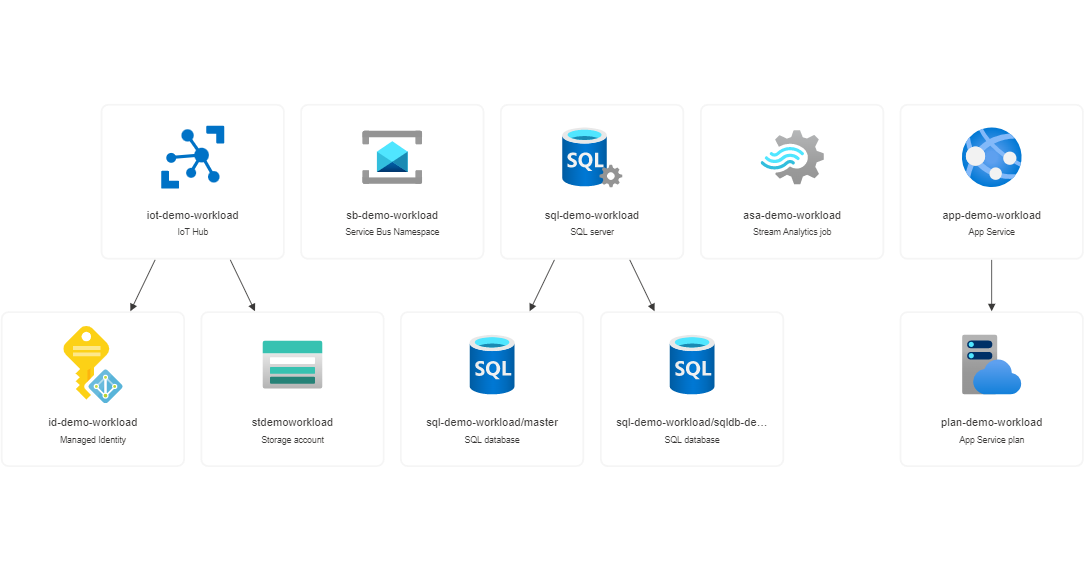 iot-demo-workload
IoT Hub
sb-demo-workload
Service Bus Namespace
SQL
sql-demo-workload
SQL server
asa-demo-workload
Stream Analytics job
app-demo-workload
App Service
id-demo-workload
Managed Identity
stdemoworkload
Storage account
SQL
sql-demo-workload/master
SQL database
SQL
sql-demo-workload/sqldb-de...
SQL database
plan-demo-workload
App Service plan